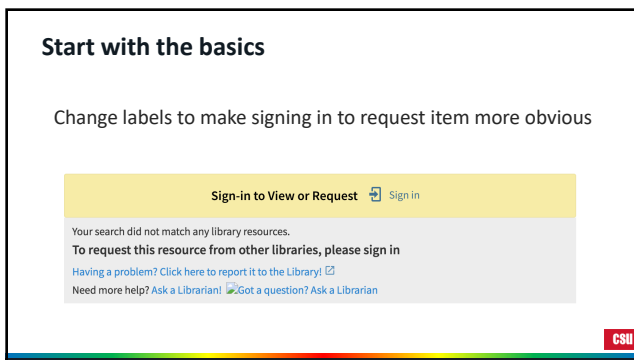 Start with the basics
Change labels to make signing in to request item more obvious
Sign-in to View or Request Sign in
Your search did not match any library resources.
To request this resource from other libraries, please sign in
Having a problem? Click here to report it to the Library!
Need more help? Ask a Librarian! Got a question? Ask a Librarian
CSU